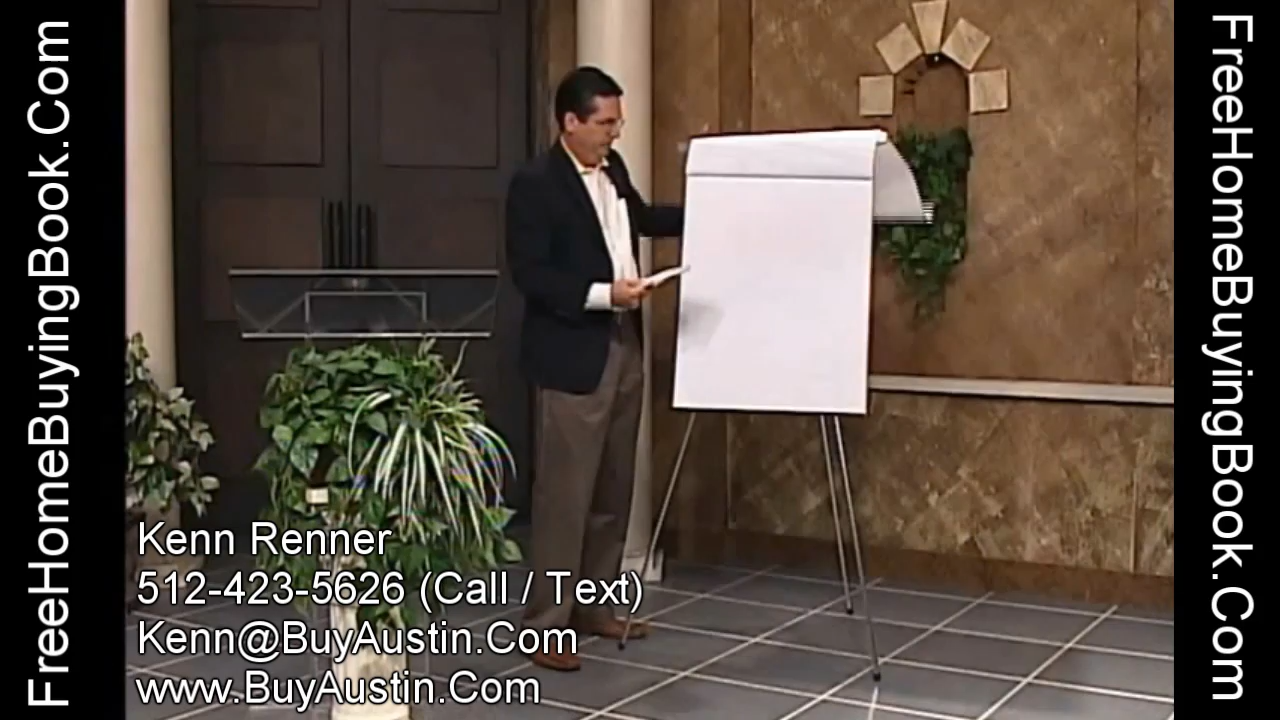 FreeHomeBuyingBook.Com
Kenn Renner
512-423-5626 (Call / Text)
Kenn@BuyAustin.Com
www.BuyAustin.Com
FreeHomeBuyingBook.Com